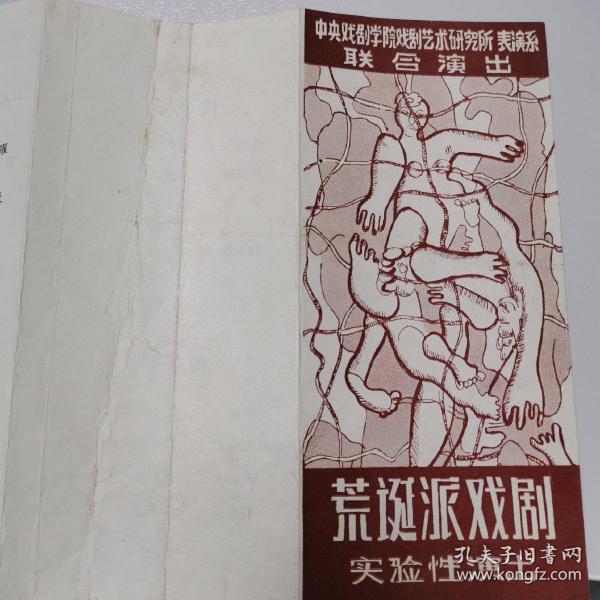 中央戏剧学院戏剧艺术研究所 表演系
联合演出
荒诞派戏剧
实验性演出
孔夫子旧书网
www.kongfz.com